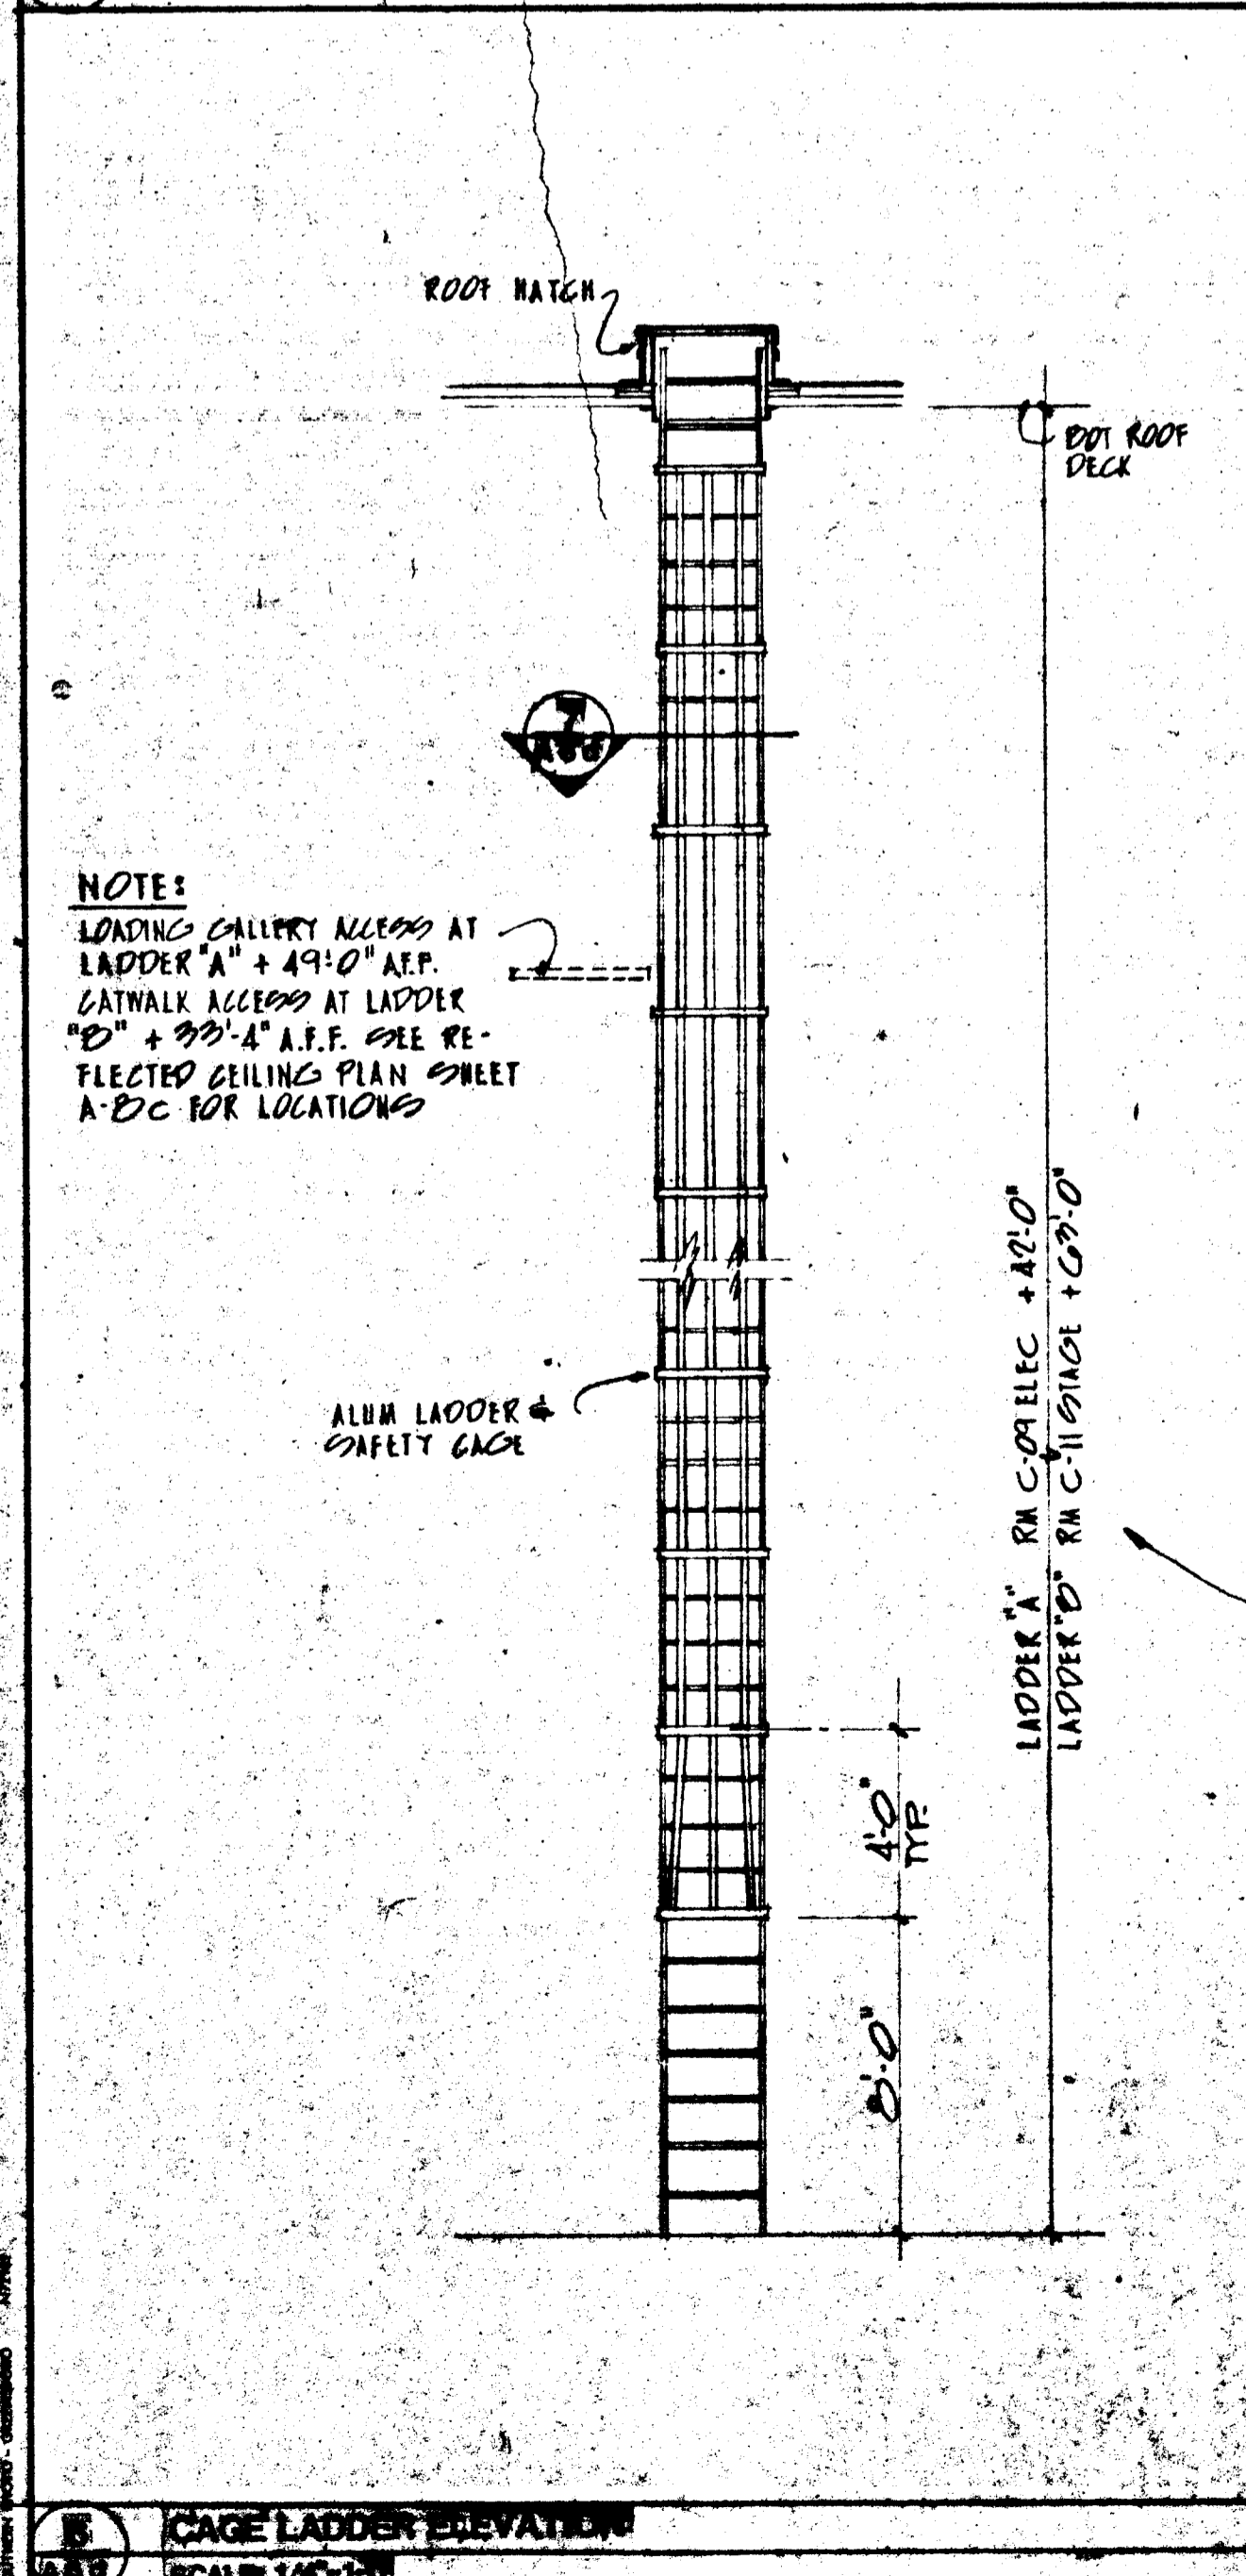 ROOF HATCH
BOT ROOF
DECK
7
NOTE:
LOADING GALLERY ACCESS AT
LADDER "A" + 49'-0" A.F.F.
CATWALK ACCESS AT LADDER
"B" + 33'-4" A.F.F. SEE RE-
FLECTED CEILING PLAN SHEET
A-8C FOR LOCATIONS
ALUM LADDER &
SAFETY CAGE
LADDER "A" RM C-09 ELEC + 42'-0"
LADDER "B" RM C-11 STAGE + 63'-0"
4'-0"
TYP.
8'-0"
CAGE LADDER ELEVATION